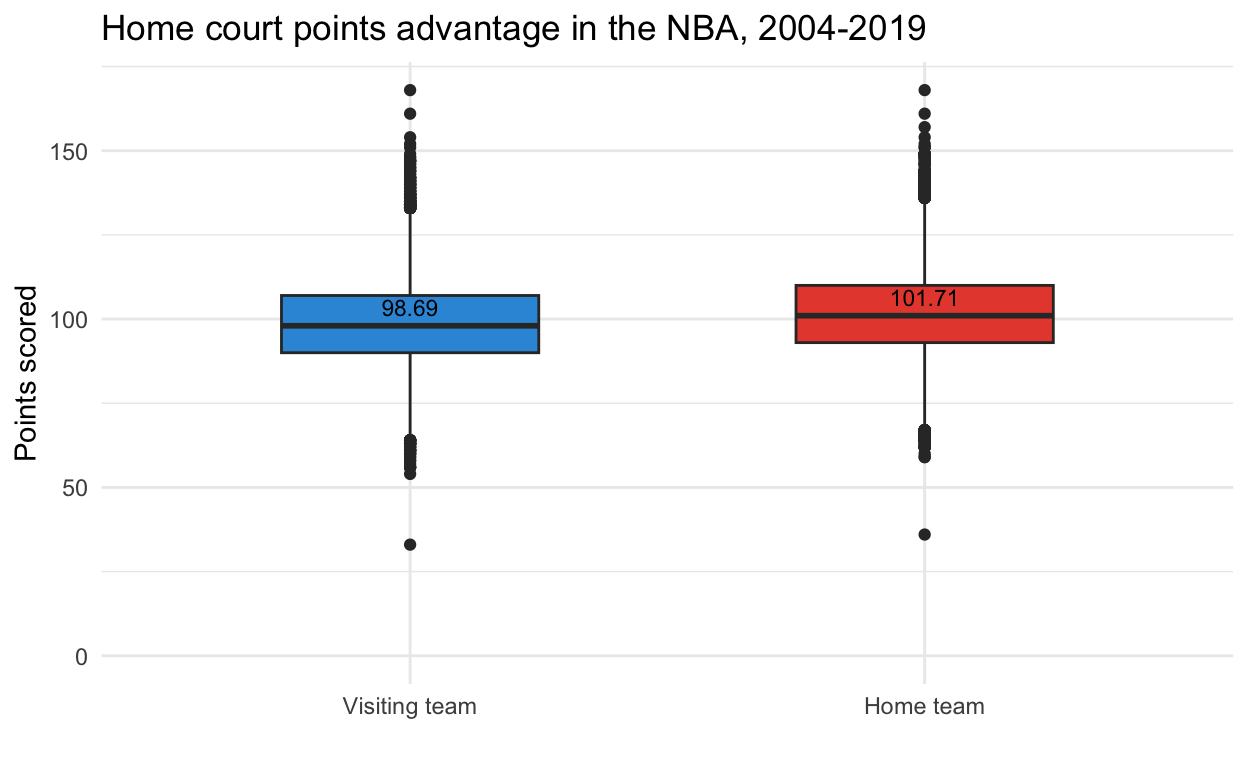 Home court points advantage in the NBA, 2004-2019
Points scored
150
100
50
0
98.69
101.71
Visiting team
Home team